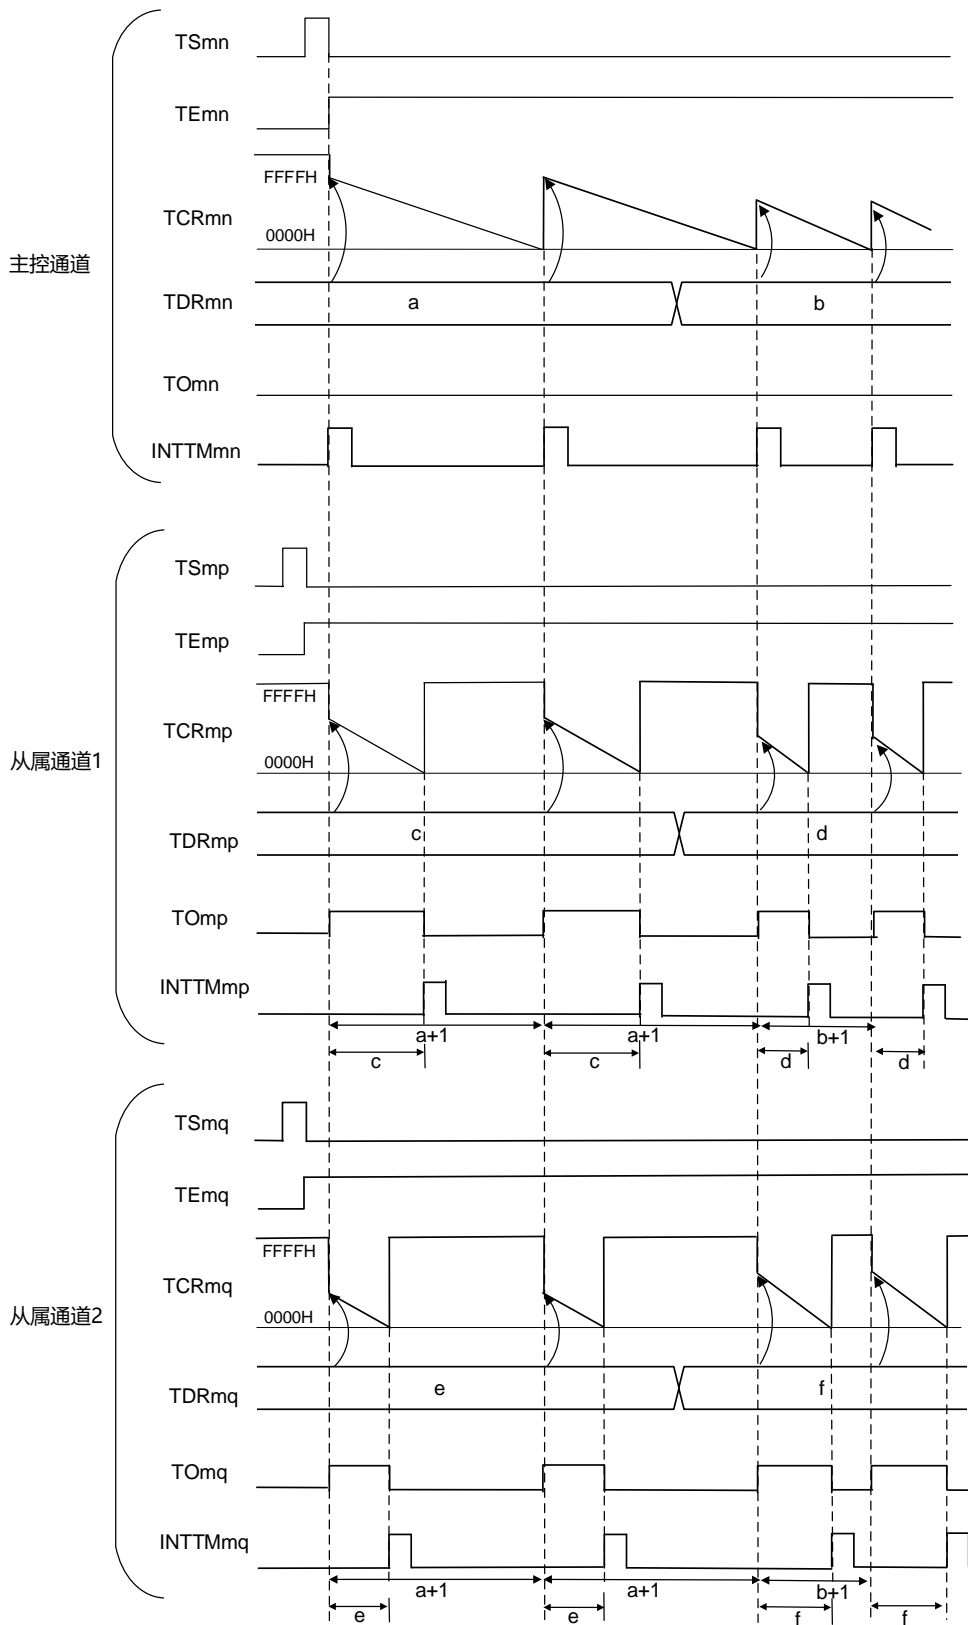 TSmn
TEmn
FFFFH
TCRmn
0000H
主控通道
TDRmn
a
b
TOmn
INTTMmn
TSmp
TEmp
FFFFH
TCRmp
从属通道1
0000H
TDRmp
c
d
TOmp
INTTMmp
a+1
a+1
b+1
c
c
d
d
TSmq
TEmq
FFFFH
TCRmq
从属通道2
0000H
TDRmq
e
f
TOmq
INTTMmq
a+1
a+1
b+1
e
e
f
f